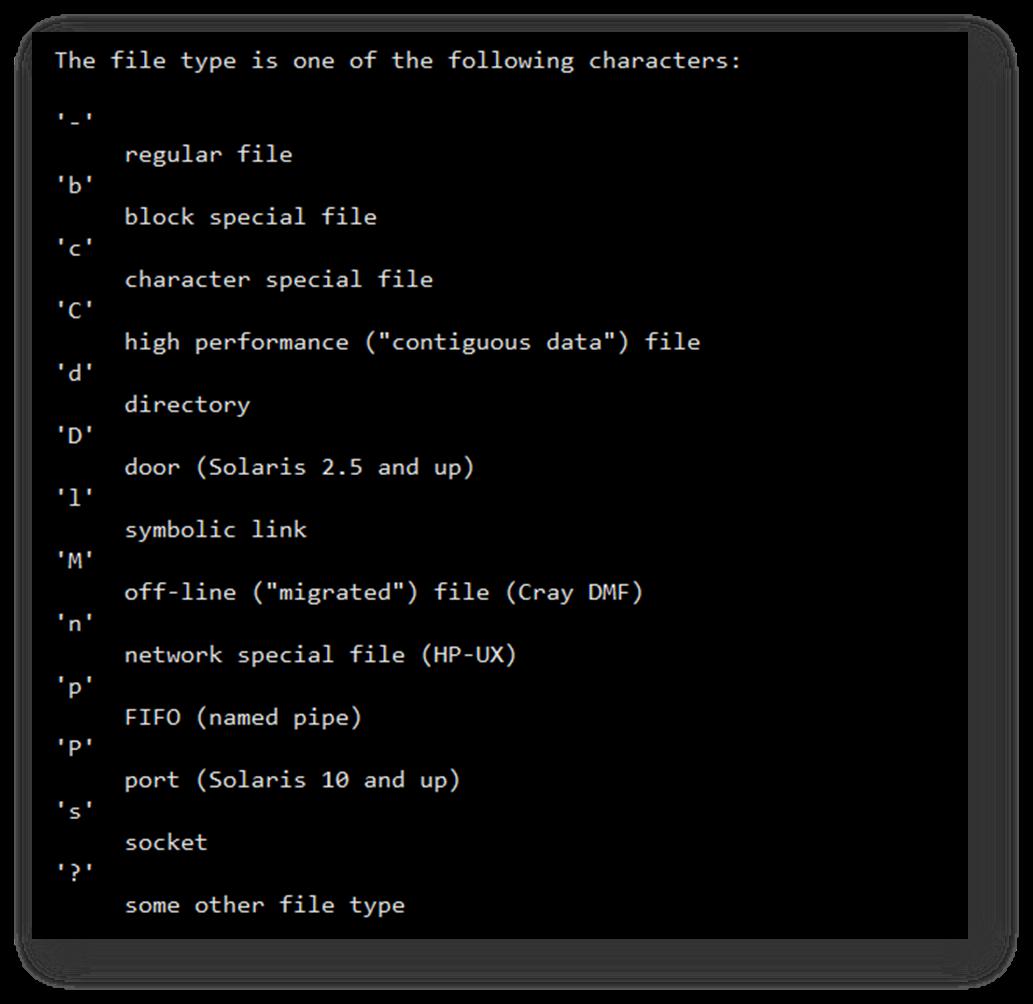 The file type is one of the following characters:
'-'
regular file
'b'
block special file
'c'
character special file
'C'
high performance ("contiguous data") file
'd'
directory
'D'
door (Solaris 2.5 and up)
'l'
symbolic link
'M'
off-line ("migrated") file (Cray DMF)
'n'
network special file (HP-UX)
'p'
FIFO (named pipe)
'P'
port (Solaris 10 and up)
's'
socket
'?'
some other file type